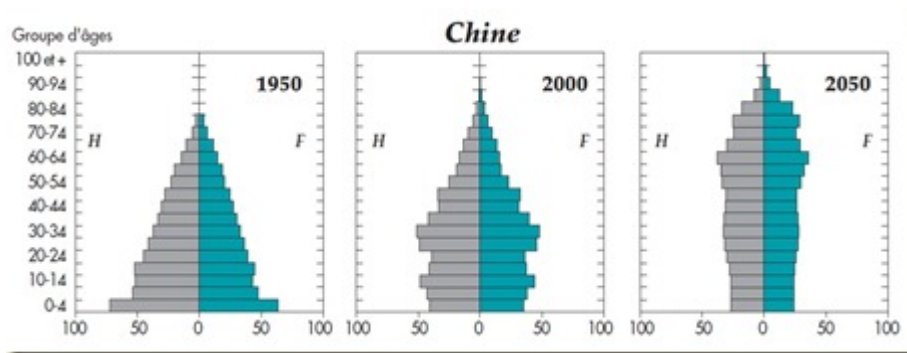 Groupe d'âges
Chine
100 et +
90-94
80-84
70-74
60-64
50-54
40-44
30-34
20-24
10-14
0-4
1950
H
F
100 50 0 50 100
2000
H
F
100 50 0 50 100
2050
H
F
100 50 0 50 100